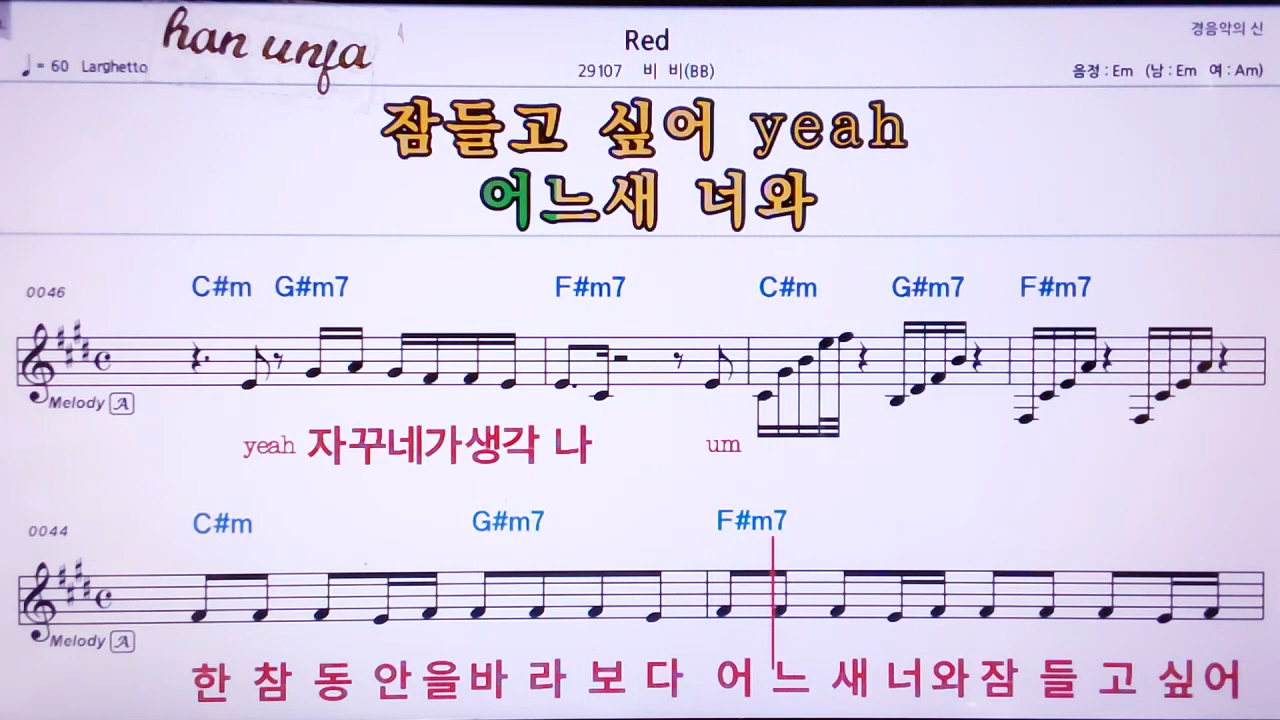 han unja
Red
경음악의 신
♩= 60 Larghetto
29107 비 비(BB)
음정 : Em (남 : Em 여 : Am)
잠들고 싶어 yeah
어느새 너와
0046 C#m G#m7 F#m7 C#m G#m7 F#m7
Melody A
yeah 자꾸네가생각 나 um
0044 C#m G#m7 F#m7
Melody A
한 참 동 안을바 라 보 다 어 느 새 너와잠 들 고 싶어